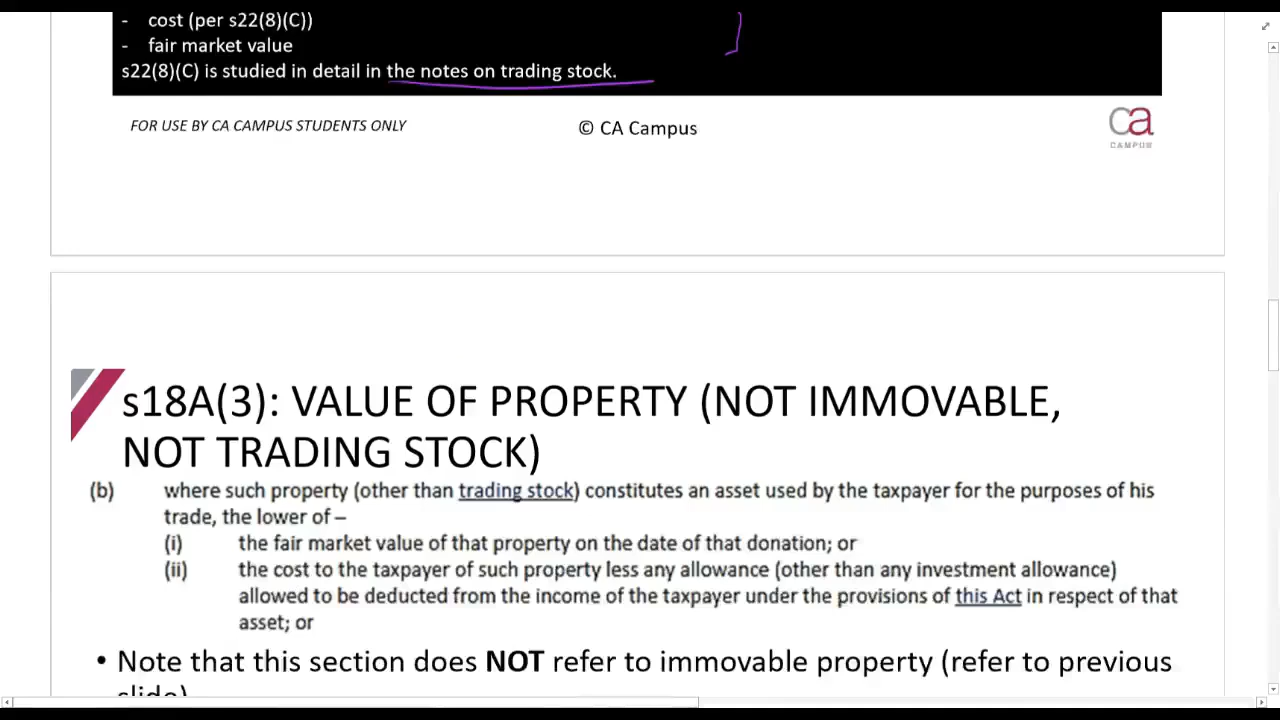 - cost (per s22(8)(C))
- fair market value
s22(8)(C) is studied in detail in the notes on trading stock.
FOR USE BY CA CAMPUS STUDENTS ONLY
© CA Campus
ca
CAMPUS
s18A(3): VALUE OF PROPERTY (NOT IMMOVABLE,
NOT TRADING STOCK)
(b) where such property (other than trading stock) constitutes an asset used by the taxpayer for the purposes of his
trade, the lower of –
(i) the fair market value of that property on the date of that donation; or
(ii) the cost to the taxpayer of such property less any allowance (other than any investment allowance)
allowed to be deducted from the income of the taxpayer under the provisions of this Act in respect of that
asset; or
• Note that this section does NOT refer to immovable property (refer to previous
slide)